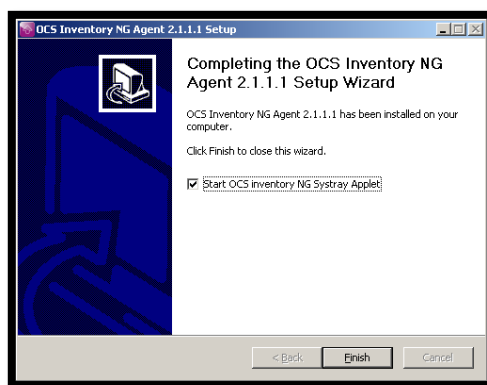 OCS Inventory NG Agent 2.1.1.1 Setup
Completing the OCS Inventory NG
Agent 2.1.1.1 Setup Wizard
OCS Inventory NG Agent 2.1.1.1 has been installed on your
computer.
Click Finish to close this wizard.
Start OCS inventory NG Systray Applet
< Back
Finish
Cancel